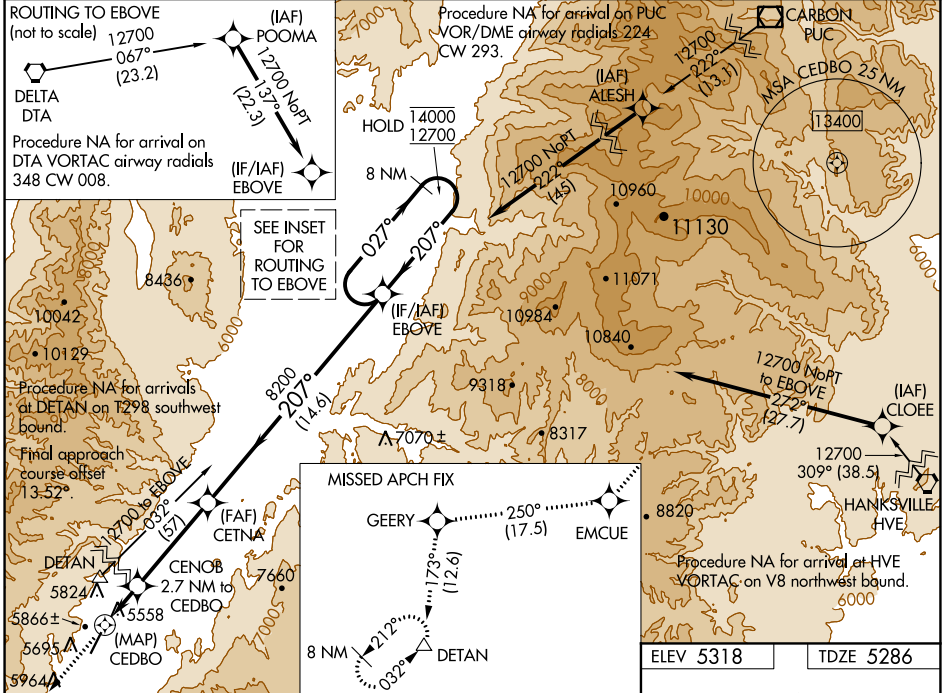 ROUTING TO EBOVE
(not to scale)
12700
067°
(23.2)
(IAF)
POOMA
12700 NoPT
137°
(22.3)
DELTA
DTA
(IF/IAF)
EBOVE
Procedure NA for arrival on
DTA VORTAC airway radials
348 CW 008.
Procedure NA for arrival on PUC
VOR/DME airway radials 224
CW 293.
CARBON
PUC
12700
222°
(13.1)
(IAF)
ALESH
12700 NoPT
222°
(45)
MSA CEDBO 25 NM
13400
HOLD
14000
12700
8 NM
027°
207°
SEE INSET
FOR
ROUTING
TO EBOVE
(IF/IAF)
EBOVE
10960
10000
11130
11071
10984
10840
8436
10042
10129
8000
6000
10000
9318
8000
8317
7070±
8200
207°
(14.6)
12700 NoPT
to EBOVE
272°
(27.7)
(IAF)
CLOEE
12700
309° (38.5)
HANKSVILLE
HVE
8820
Procedure NA for arrival at HVE
VORTAC on V8 northwest bound.
6000
Procedure NA for arrivals
at DETAN on T298 southwest
bound.
Final approach
course offset
13.52°.
12700 to EBOVE
032°
(57)
(FAF)
CETNA
DETAN
5824
CENOB
2.7 NM to
CEDBO
7660
7000
5866±
5558
5695
(MAP)
CEDBO
5964
MISSED APCH FIX
GEERY
250°
(17.5)
EMCUE
173°
(12.6)
212°
8 NM
032°
DETAN
ELEV 5318
TDZE 5286